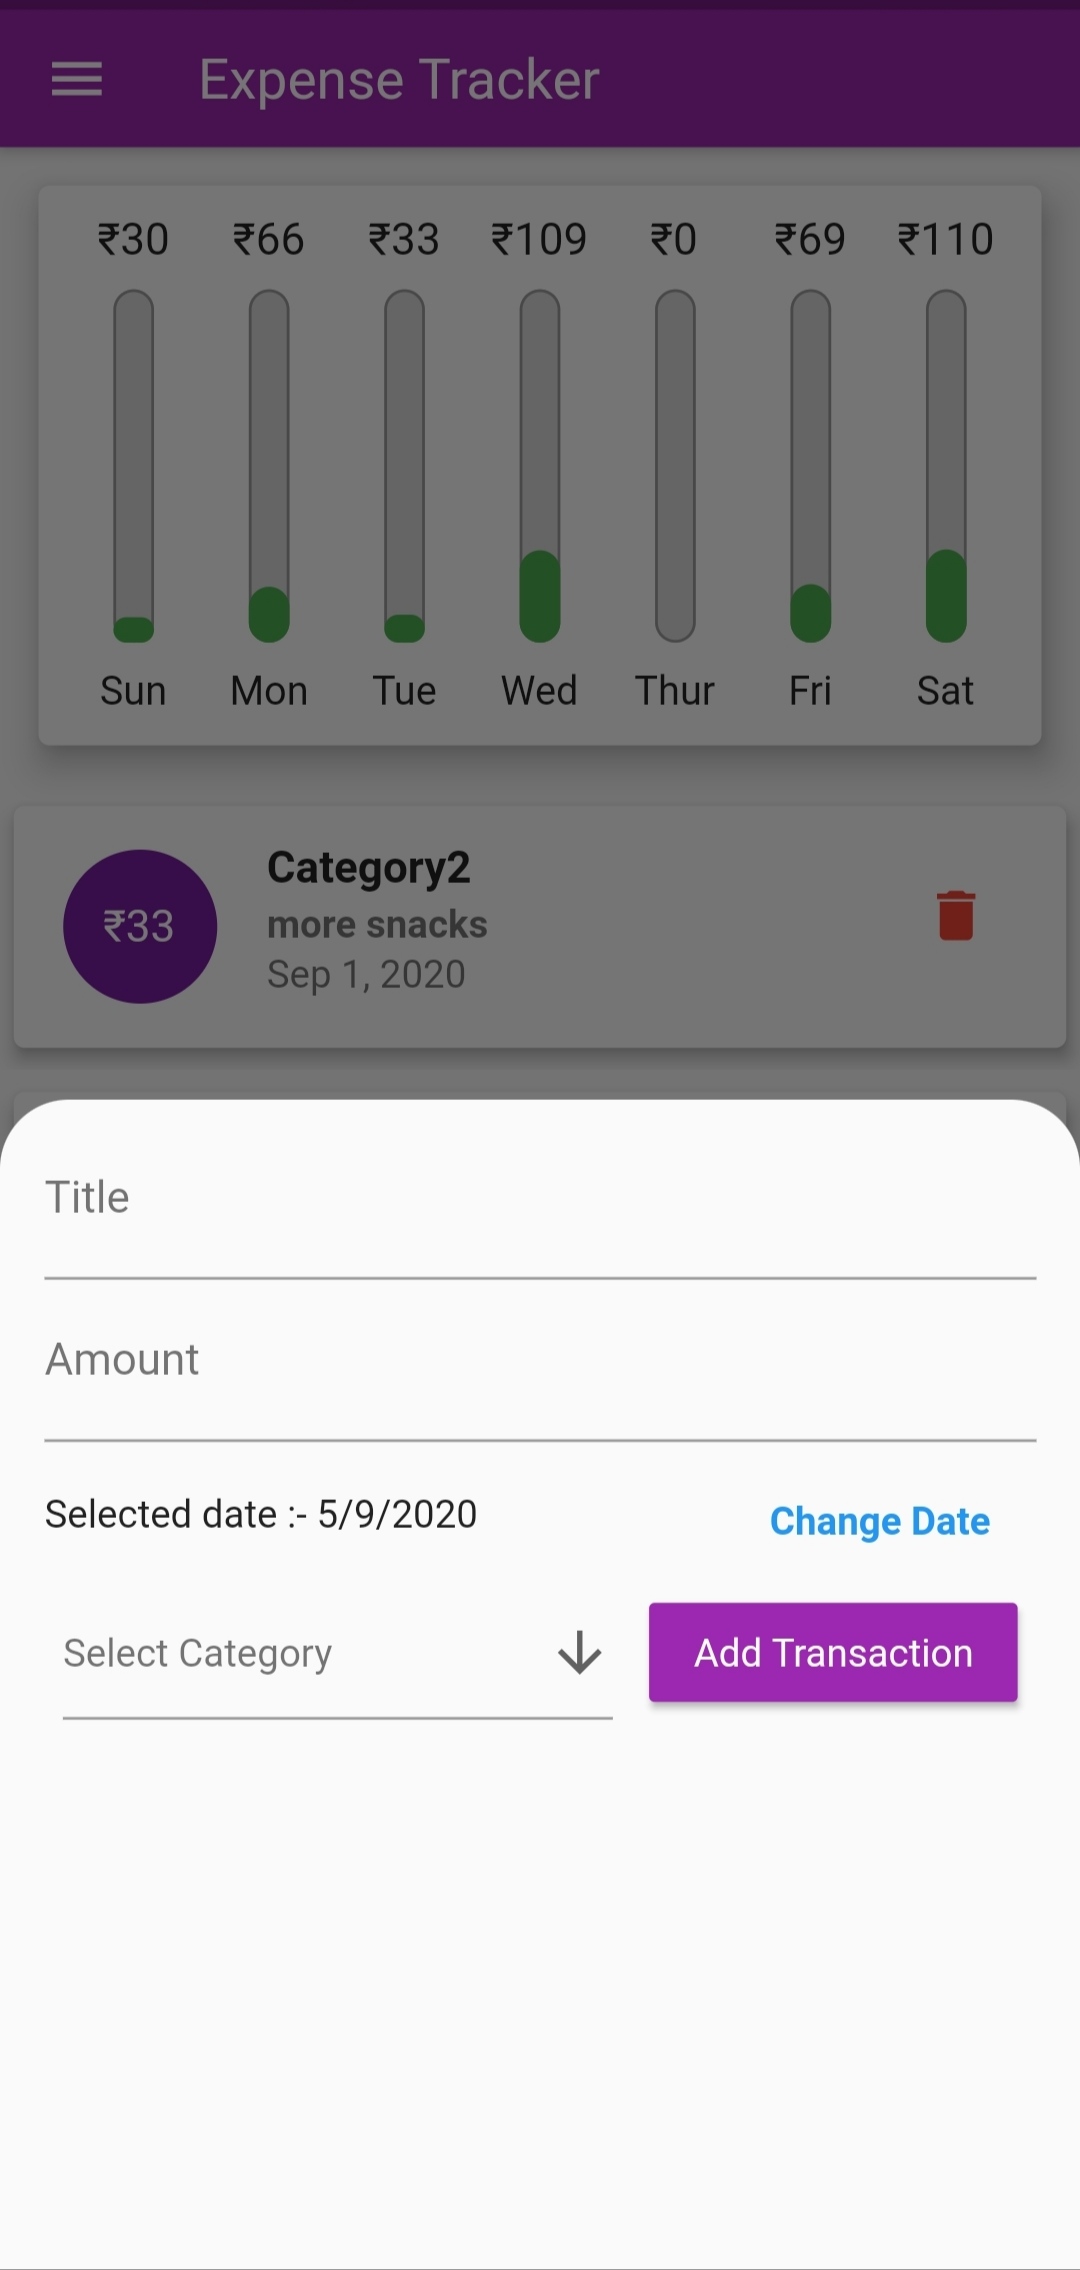 Expense Tracker
₹30 ₹66 ₹33 ₹109 ₹0 ₹69 ₹110
Sun Mon Tue Wed Thur Fri Sat
Category2
₹33
more snacks
Sep 1, 2020
Title
Amount
Selected date :- 5/9/2020
Change Date
Select Category
Add Transaction